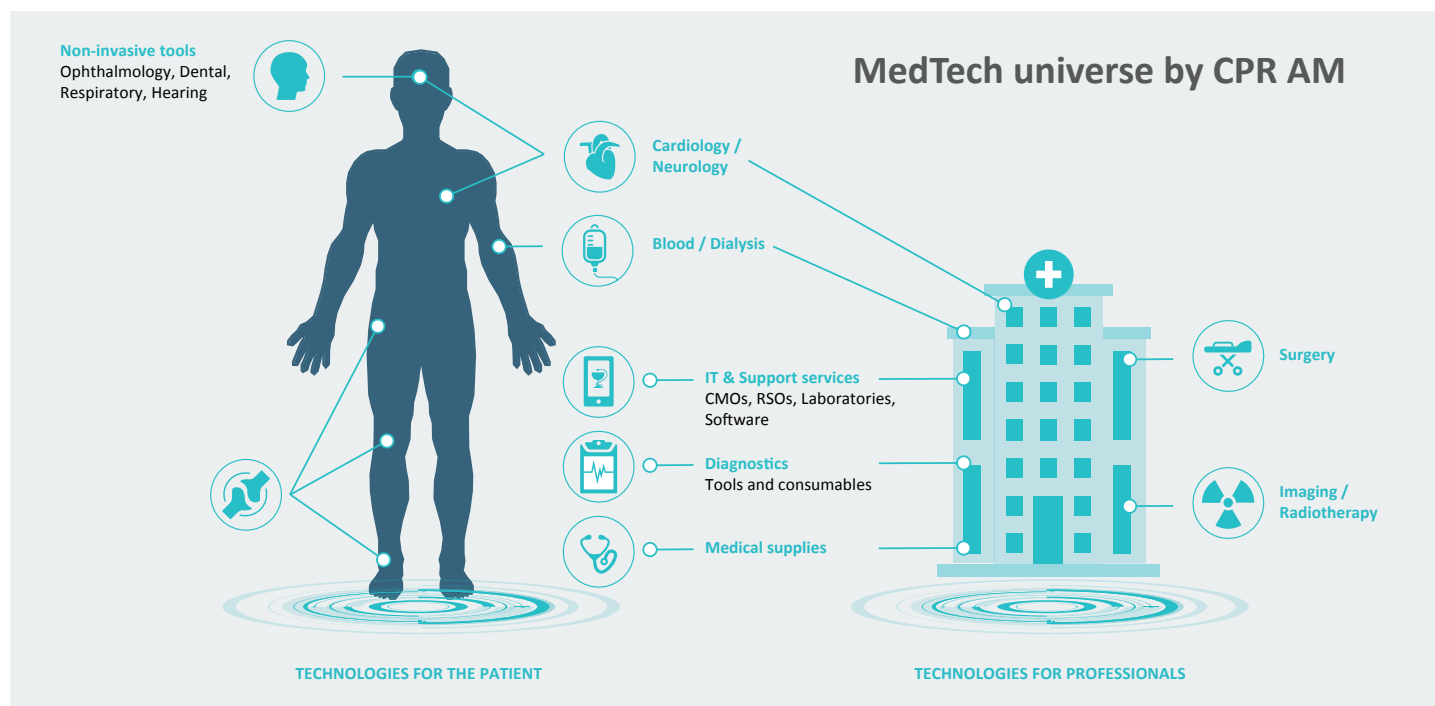 MedTech universe by CPR AM
Non-invasive tools
Ophthalmology, Dental,
Respiratory, Hearing
Cardiology /
Neurology
Blood / Dialysis
IT & Support services
CMOs, RSOs, Laboratories,
Software
Diagnostics
Tools and consumables
Medical supplies
Surgery
Imaging /
Radiotherapy
TECHNOLOGIES FOR THE PATIENT
TECHNOLOGIES FOR PROFESSIONALS